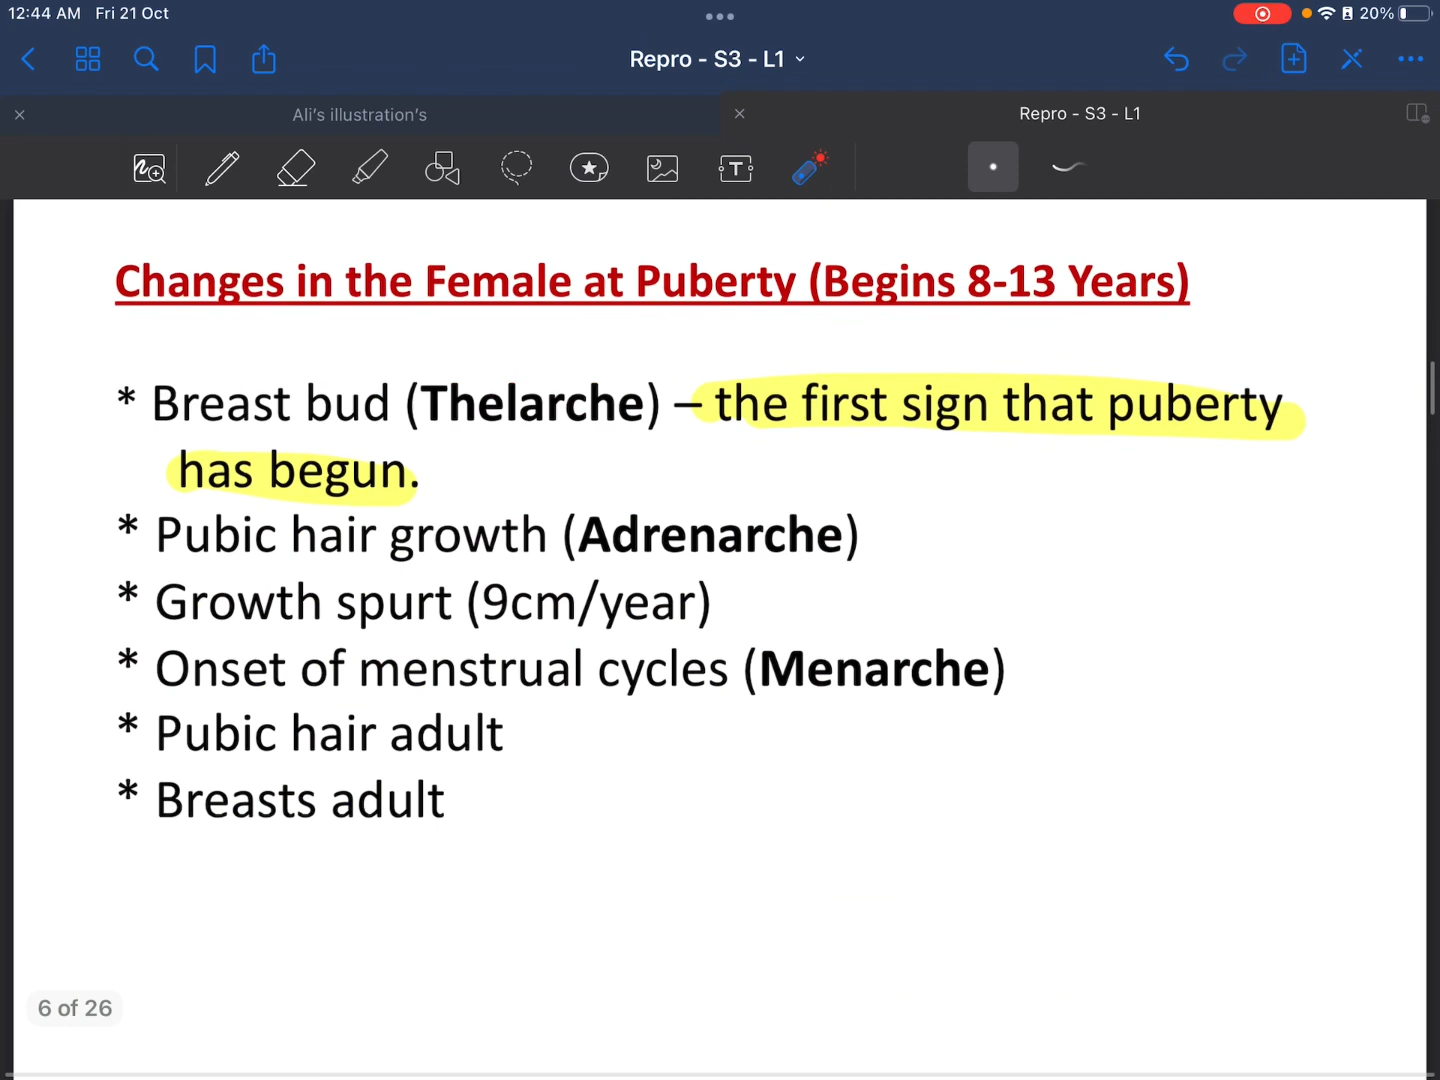 12:44 AM Fri 21 Oct
20%
Repro - S3 - L1
Ali's illustration's
Repro - S3 - L1
T
Changes in the Female at Puberty (Begins 8-13 Years)
* Breast bud (Thelarche) – the first sign that puberty
has begun.
* Pubic hair growth (Adrenarche)
* Growth spurt (9cm/year)
* Onset of menstrual cycles (Menarche)
* Pubic hair adult
* Breasts adult
6 of 26